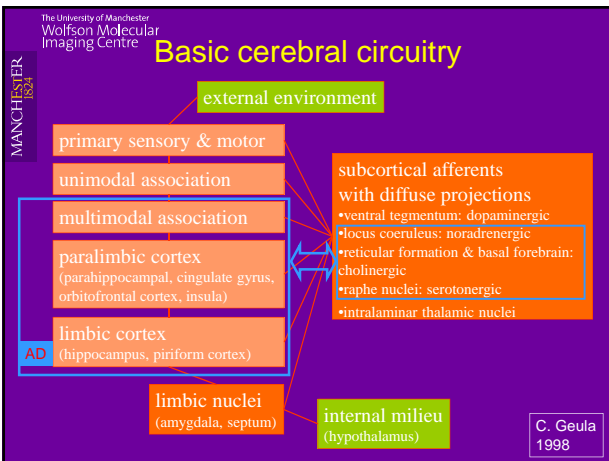 The University of Manchester
Wolfson Molecular
Imaging Centre
MANCHESTER
1824
Basic cerebral circuitry
external environment
primary sensory & motor
unimodal association
multimodal association
paralimbic cortex
(parahippocampal, cingulate gyrus,
orbitofrontal cortex, insula)
limbic cortex
(hippocampus, piriform cortex)
AD
limbic nuclei
(amygdala, septum)
subcortical afferents
with diffuse projections
•ventral tegmentum: dopaminergic
•locus coeruleus: noradrenergic
•reticular formation & basal forebrain:
cholinergic
•raphe nuclei: serotonergic
•intralaminar thalamic nuclei
internal milieu
(hypothalamus)
C. Geula
1998